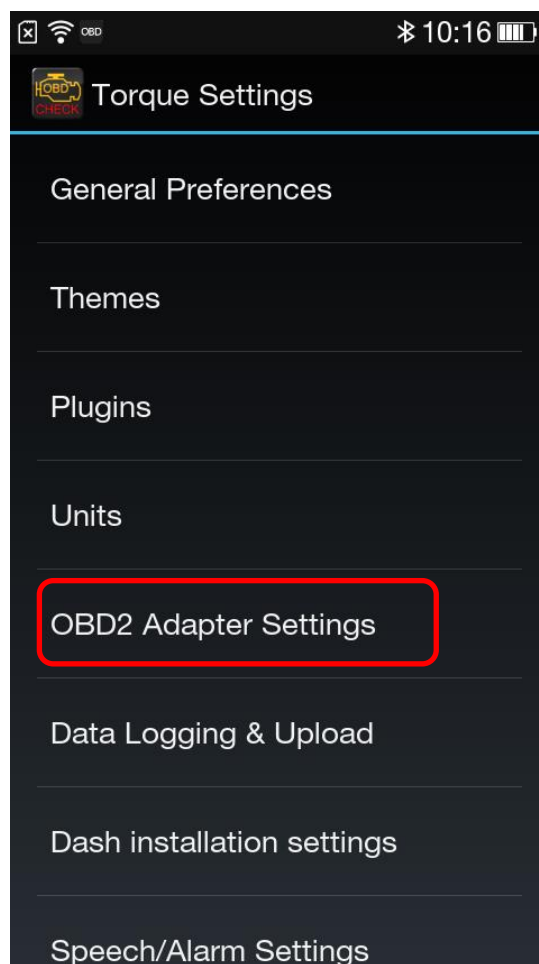 OBD
10:16
OBD
CHECK
Torque Settings
General Preferences
Themes
Plugins
Units
OBD2 Adapter Settings
Data Logging & Upload
Dash installation settings
Speech/Alarm Settings